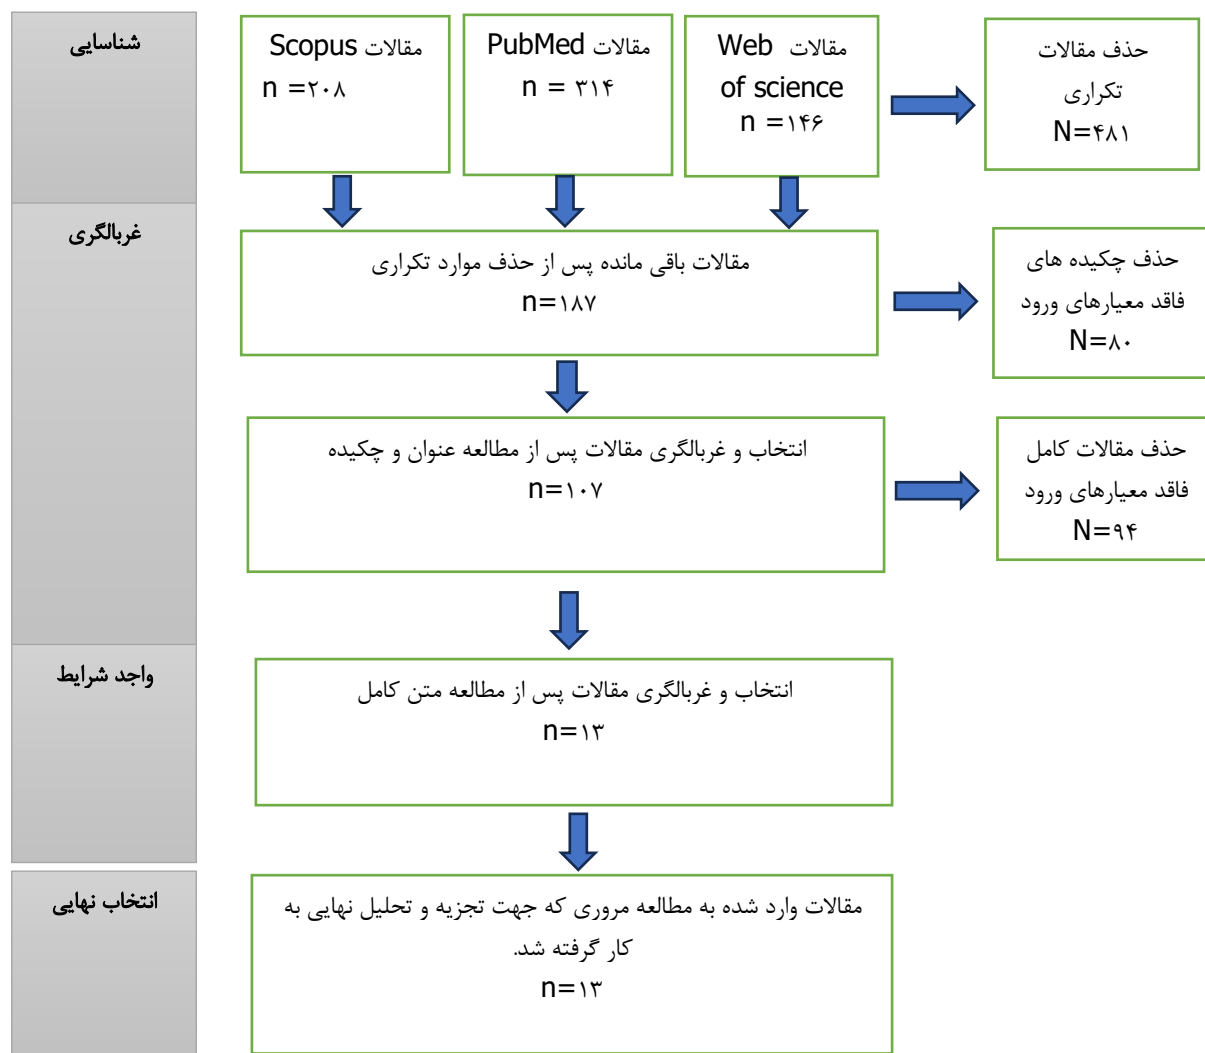 شناسایی
مقالات Scopus
n =۲۰۸
مقالات PubMed
n = ۳۱۴
مقالات Web
of science
n =۱۴۶
حذف مقالات
تکراری
N=۴۸۱
غربالگری
مقالات باقی مانده پس از حذف موارد تکراری
n=۱۸۷
حذف چکیده های
فاقد معیارهای ورود
N=۸۰
انتخاب و غربالگری مقالات پس از مطالعه عنوان و چکیده
n=۱۰۷
حذف مقالات کامل
فاقد معیارهای ورود
N=۹۴
واجد شرایط
انتخاب و غربالگری مقالات پس از مطالعه متن کامل
n=۱۳
انتخاب نهایی
مقالات وارد شده به مطالعه مروری که جهت تجزیه و تحلیل نهایی به
کار گرفته شد.
n=۱۳